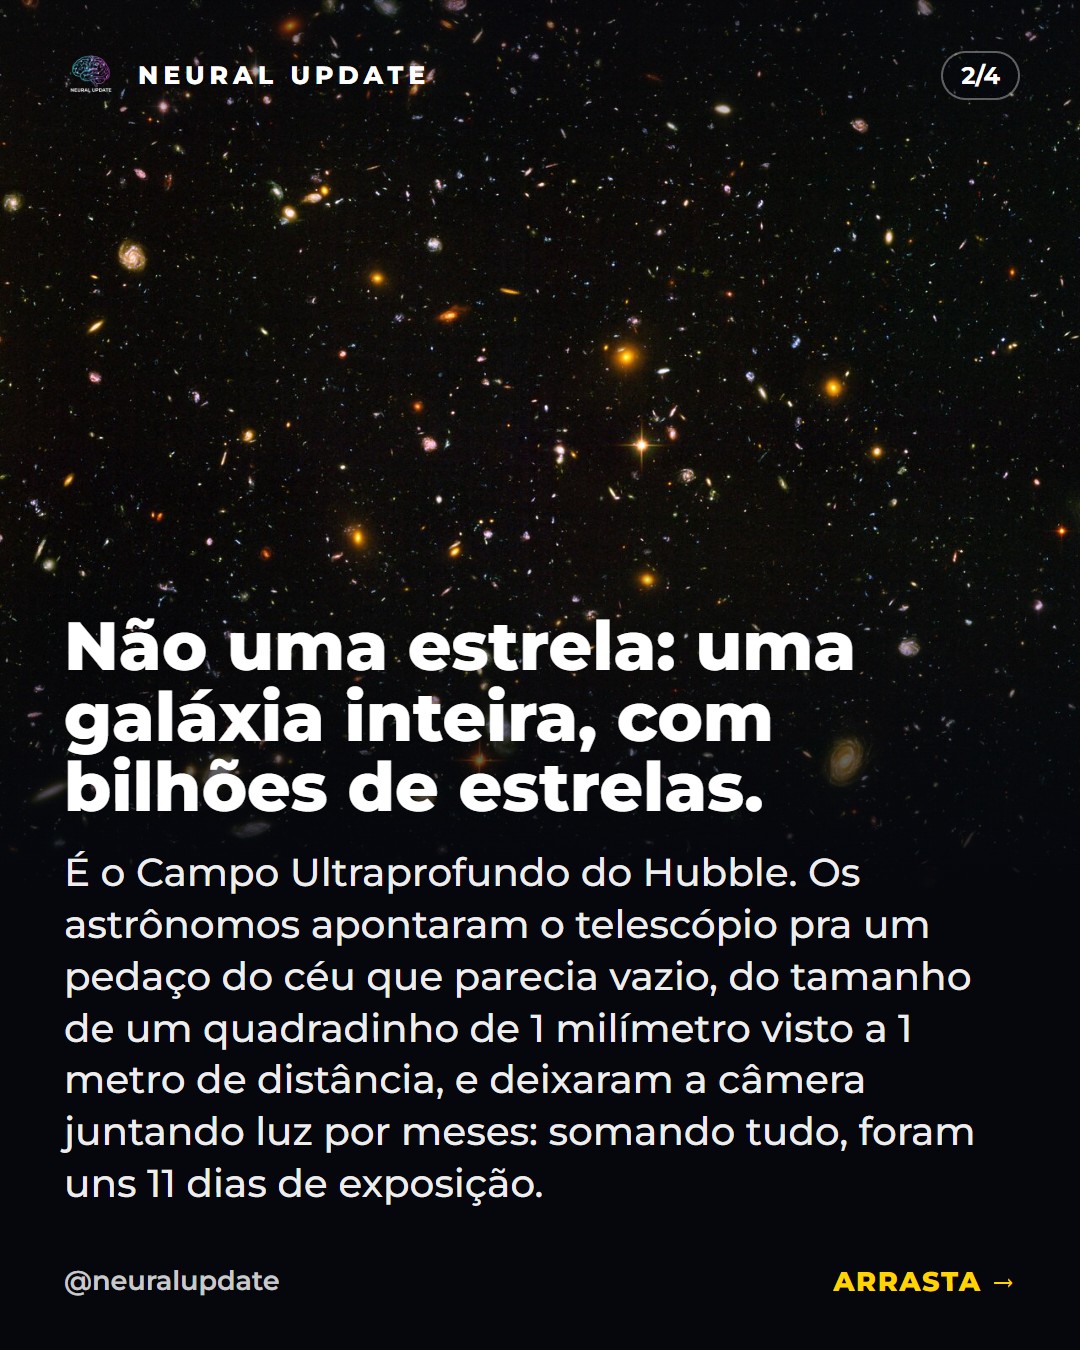 NEURAL UPDATE
NEURAL UPDATE
2/4
Não uma estrela: uma
galáxia inteira, com
bilhões de estrelas.
É o Campo Ultraprofundo do Hubble. Os
astrônomos apontaram o telescópio pra um
pedaço do céu que parecia vazio, do tamanho
de um quadradinho de 1 milímetro visto a 1
metro de distância, e deixaram a câmera
juntando luz por meses: somando tudo, foram
uns 11 dias de exposição.
@neuralupdate
ARRASTA →